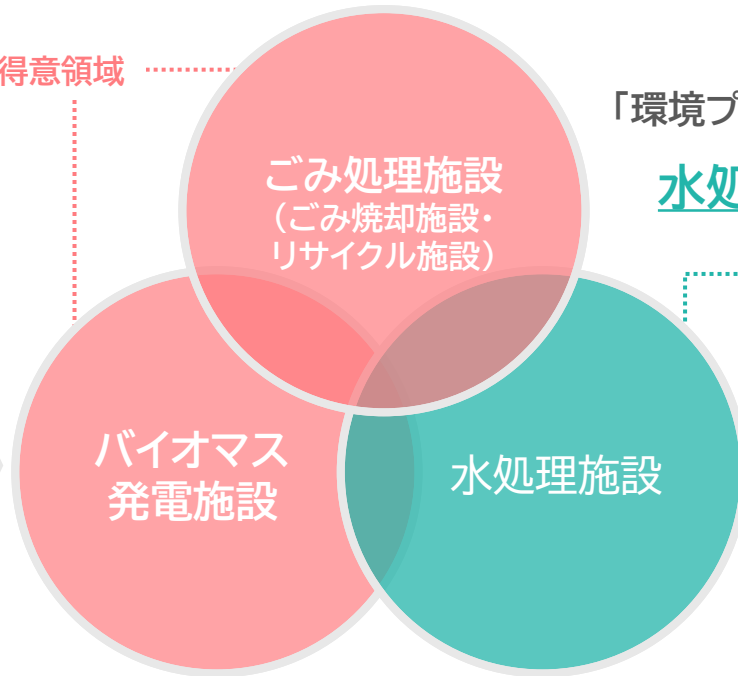 得意領域
「環境プ
水処
ごみ処理施設
(ごみ焼却施設・
リサイクル施設)
バイオマス
発電施設
水処理施設